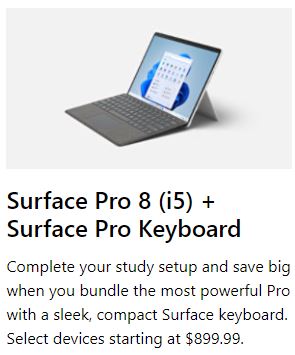 Surface Pro 8 (i5) +
Surface Pro Keyboard
Complete your study setup and save big
when you bundle the most powerful Pro
with a sleek, compact Surface keyboard.
Select devices starting at $899.99.